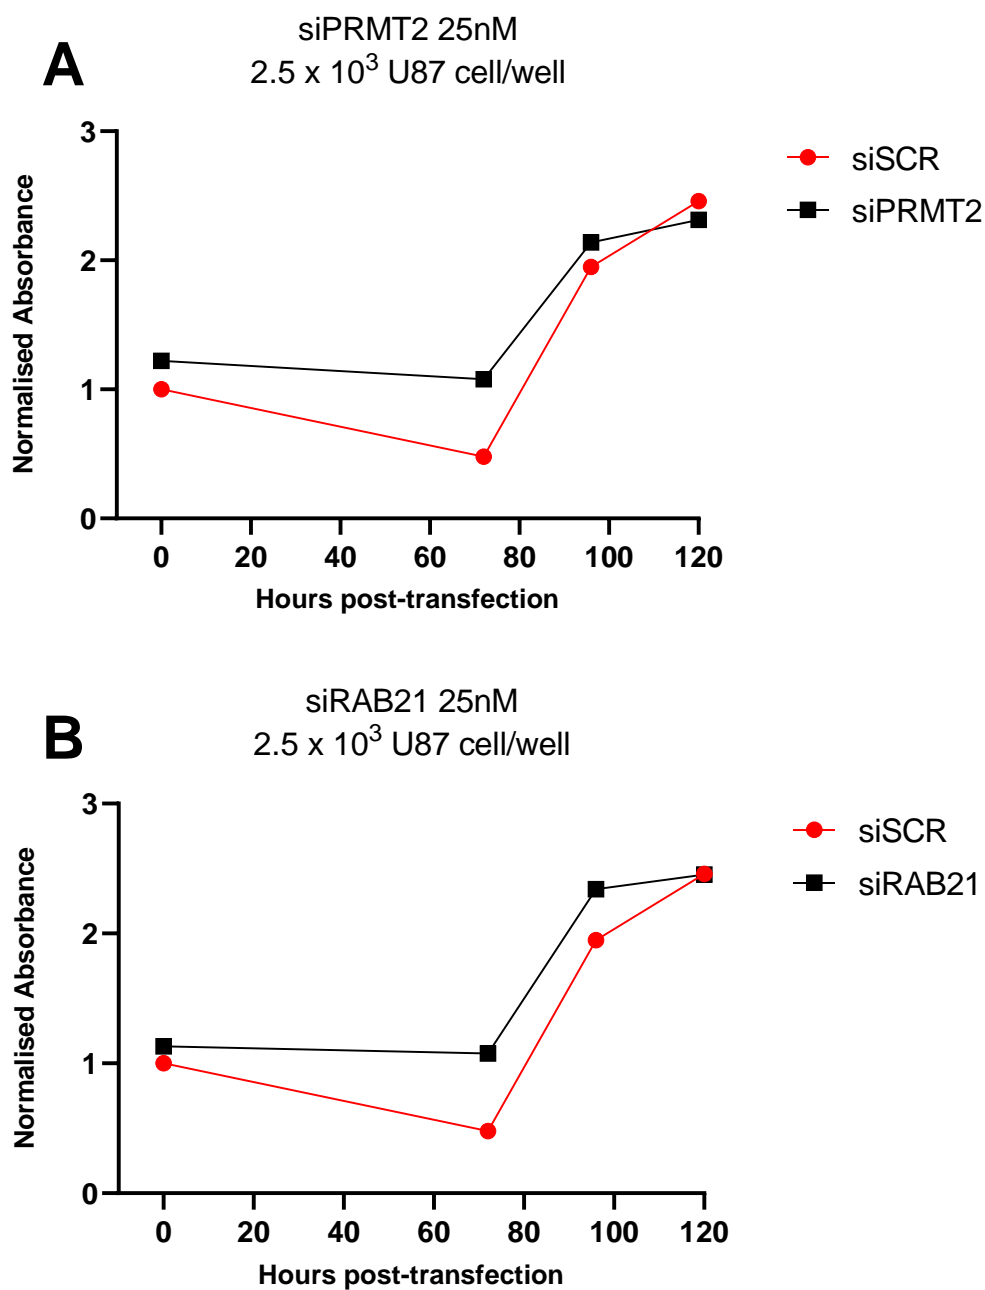 A
siPRMT2 25nM
2.5 x 10³ U87 cell/well
3
2
1
0
Normalised Absorbance
0 20 40 60 80 100 120
Hours post-transfection
siSCR
siPRMT2
B
siRAB21 25nM
2.5 x 10³ U87 cell/well
3
2
1
0
Normalised Absorbance
0 20 40 60 80 100 120
Hours post-transfection
siSCR
siRAB21